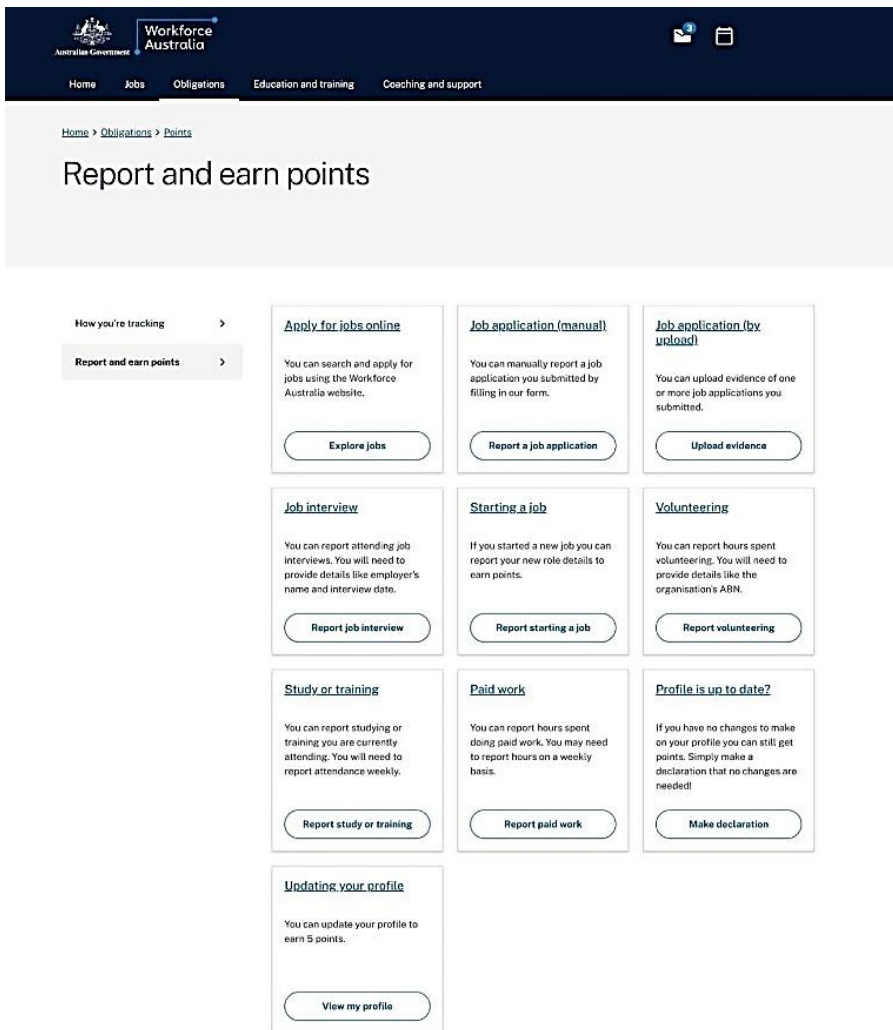 Australian Government
Workforce
Australia
3
Home Jobs Obligations Education and training Coaching and support
Home > Obligations > Points
Report and earn points
How you're tracking >
Report and earn points >
Apply for jobs online
You can search and apply for
jobs using the Workforce
Australia website.
Explore jobs
Job application (manual)
You can manually report a job
application you submitted by
filling in our form.
Report a job application
Job application (by
upload)
You can upload evidence of one
or more job applications you
submitted.
Upload evidence
Job interview
You can report attending job
interviews. You will need to
provide details like employer's
name and interview date.
Report job interview
Starting a job
If you started a new job you can
report your new role details to
earn points.
Report starting a job
Volunteering
You can report hours spent
volunteering. You will need to
provide details like the
organisation's ABN.
Report volunteering
Study or training
You can report studying or
training you are currently
attending. You will need to
report attendance weekly.
Report study or training
Paid work
You can report hours spent
doing paid work. You may need
to report hours on a weekly
basis.
Report paid work
Profile is up to date?
If you have no changes to make
on your profile you can still get
points. Simply make a
declaration that no changes are
needed!
Make declaration
Updating your profile
You can update your profile to
earn 5 points.
View my profile